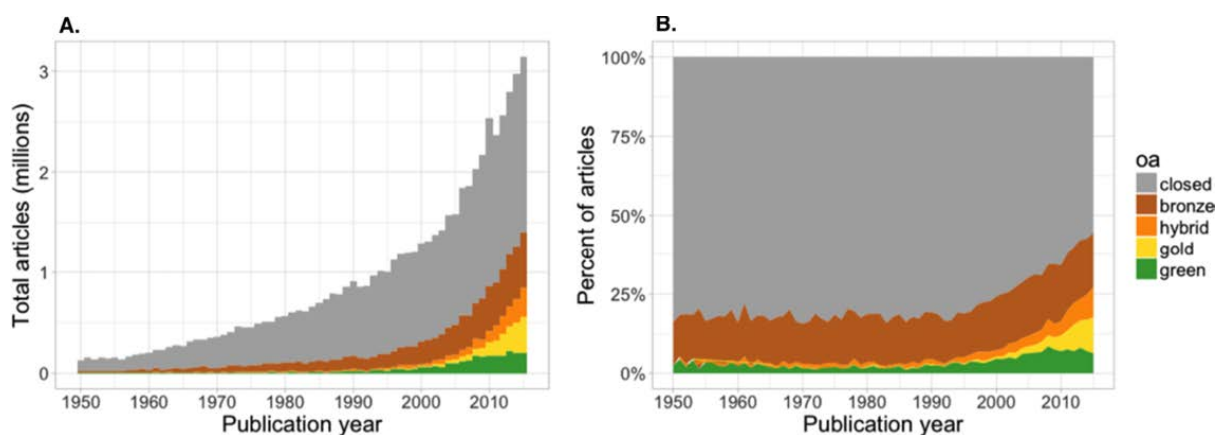 A.
Total articles (millions)
3
2
1
0
1950 1960 1970 1980 1990 2000 2010
Publication year
B.
Percent of articles
100%
75%
50%
25%
0%
1950 1960 1970 1980 1990 2000 2010
Publication year
oa
closed
bronze
hybrid
gold
green